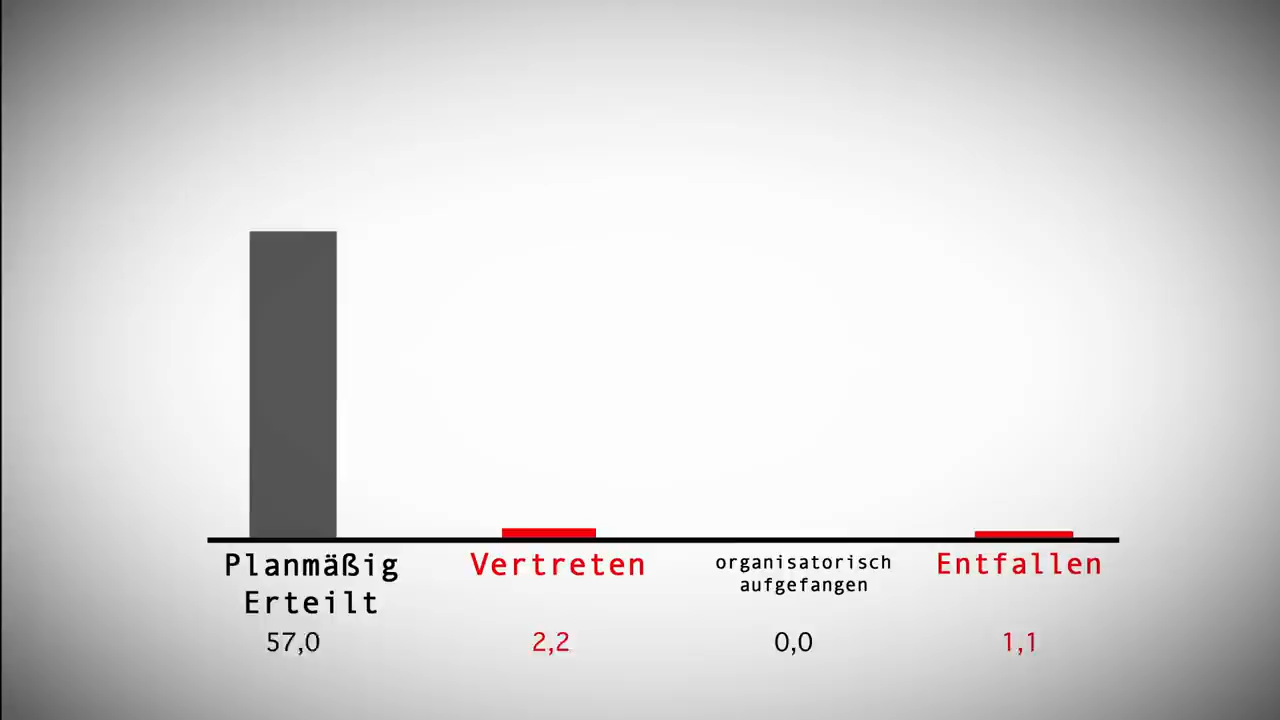 Planmäßig
Erteilt
57,0
Vertreten
2,2
organisatorisch
aufgefangen
0,0
Entfallen
1,1